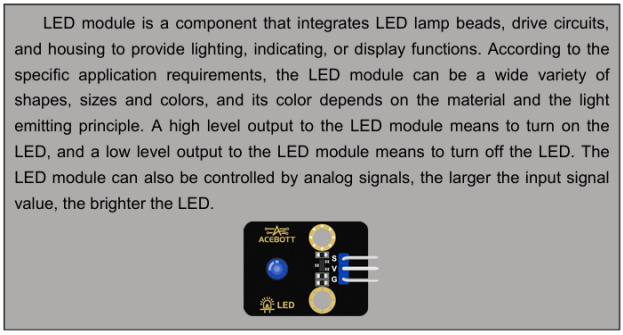 LED module is a component that integrates LED lamp beads, drive circuits,
and housing to provide lighting, indicating, or display functions. According to the
specific application requirements, the LED module can be a wide variety of
shapes, sizes and colors, and its color depends on the material and the light
emitting principle. A high level output to the LED module means to turn on the
LED, and a low level output to the LED module means to turn off the LED. The
LED module can also be controlled by analog signals, the larger the input signal
value, the brighter the LED.
ACEBOTT
S
V
G
LED